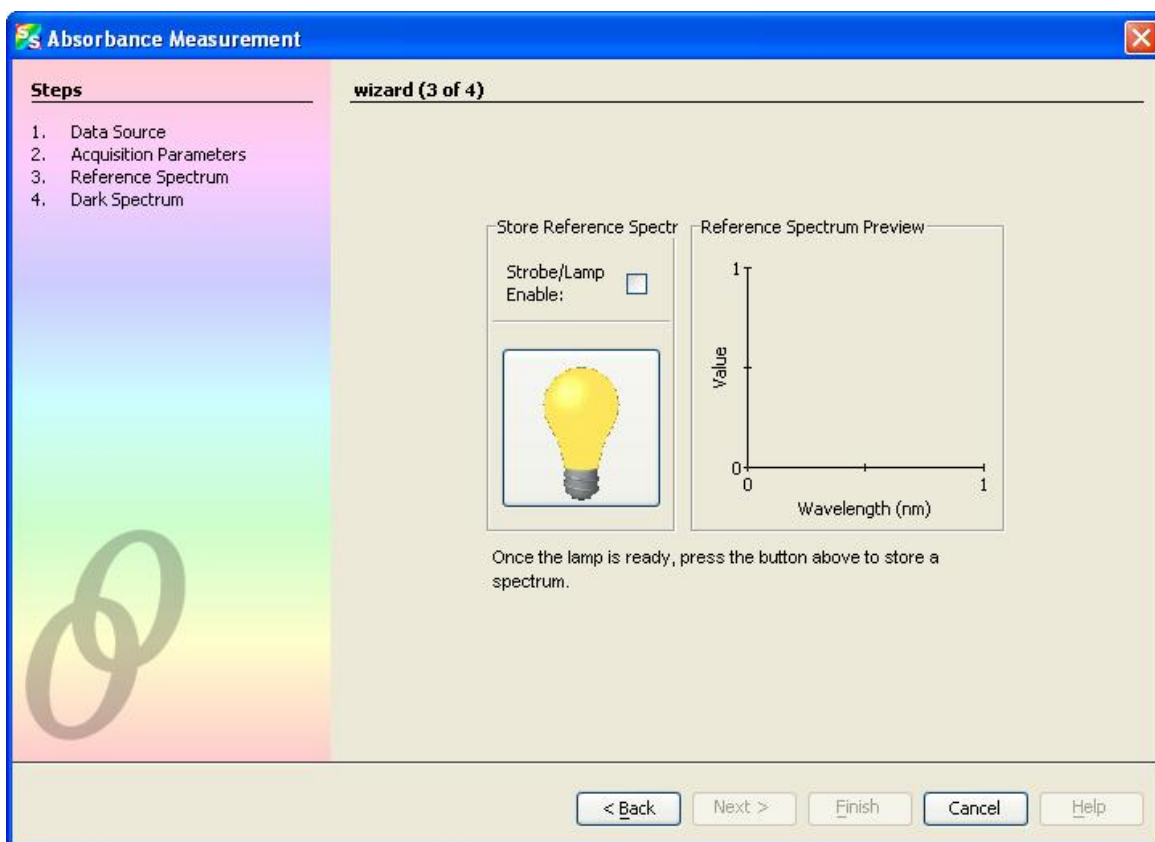 Absorbance Measurement
Steps
1. Data Source
2. Acquisition Parameters
3. Reference Spectrum
4. Dark Spectrum
wizard (3 of 4)
Store Reference Spectr
Strobe/Lamp
Enable:
Reference Spectrum Preview
1
Value
0
0
1
Wavelength (nm)
Once the lamp is ready, press the button above to store a
spectrum.
< Back
Next >
Finish
Cancel
Help